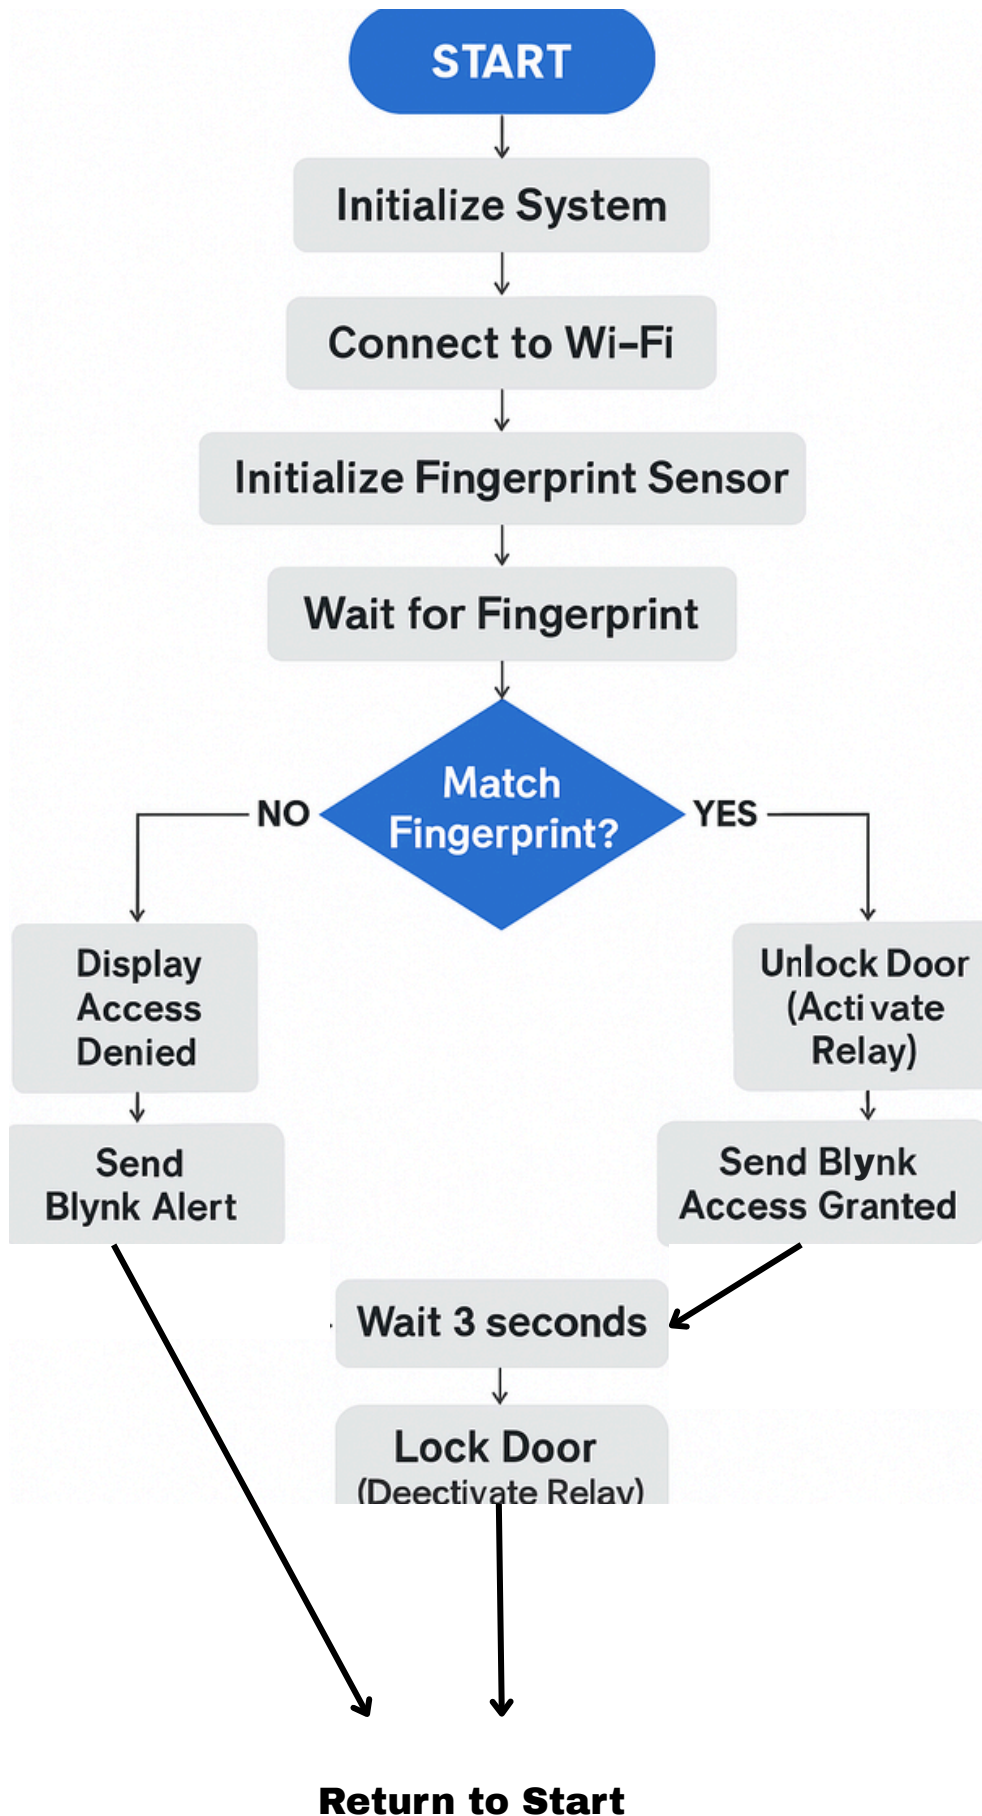 START
Initialize System
Connect to Wi-Fi
Initialize Fingerprint Sensor
Wait for Fingerprint
Match
Fingerprint?
NO
YES
Display
Access
Denied
Unlock Door
(Activate
Relay)
Send
Blynk Alert
Send Blynk
Access Granted
Wait 3 seconds
Lock Door
(Deectivate Relay)
Return to Start